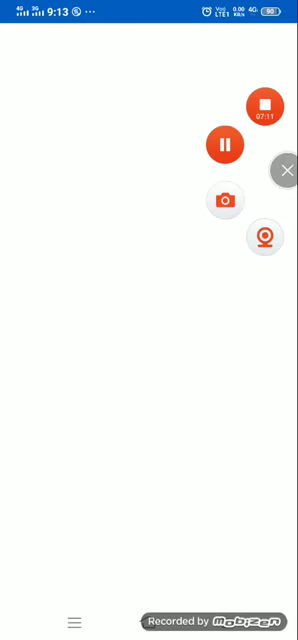 4G 3G 9:13 ... Vo)) LTE1 0.00 KB/s 4G 90
07:11
Recorded by MOBIZEN